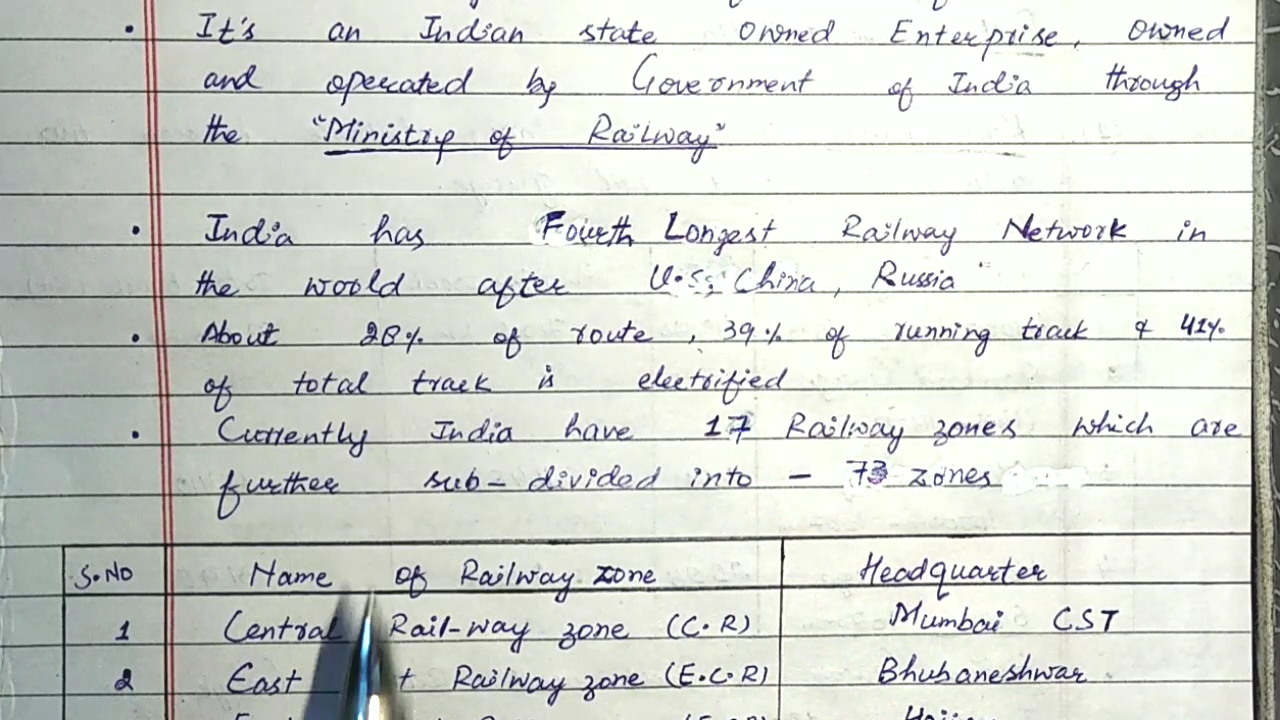 It's an Indian state owned Enterprise, owned
and operated by Government of India through
the "Ministry of Railway"
India has Fourth Longest Railway Network in
the world after U.S, China, Russia
About 28% of route, 39% of running track & 41%
of total track is electrified
Currently India have 17 Railway zones which are
further sub-divided into - 73 zones
S.No Name of Railway zone Headquarter
1 Central Rail-way zone (C.R) Mumbai CST
2 East Railway zone (E.C.R) Bhubaneshwar